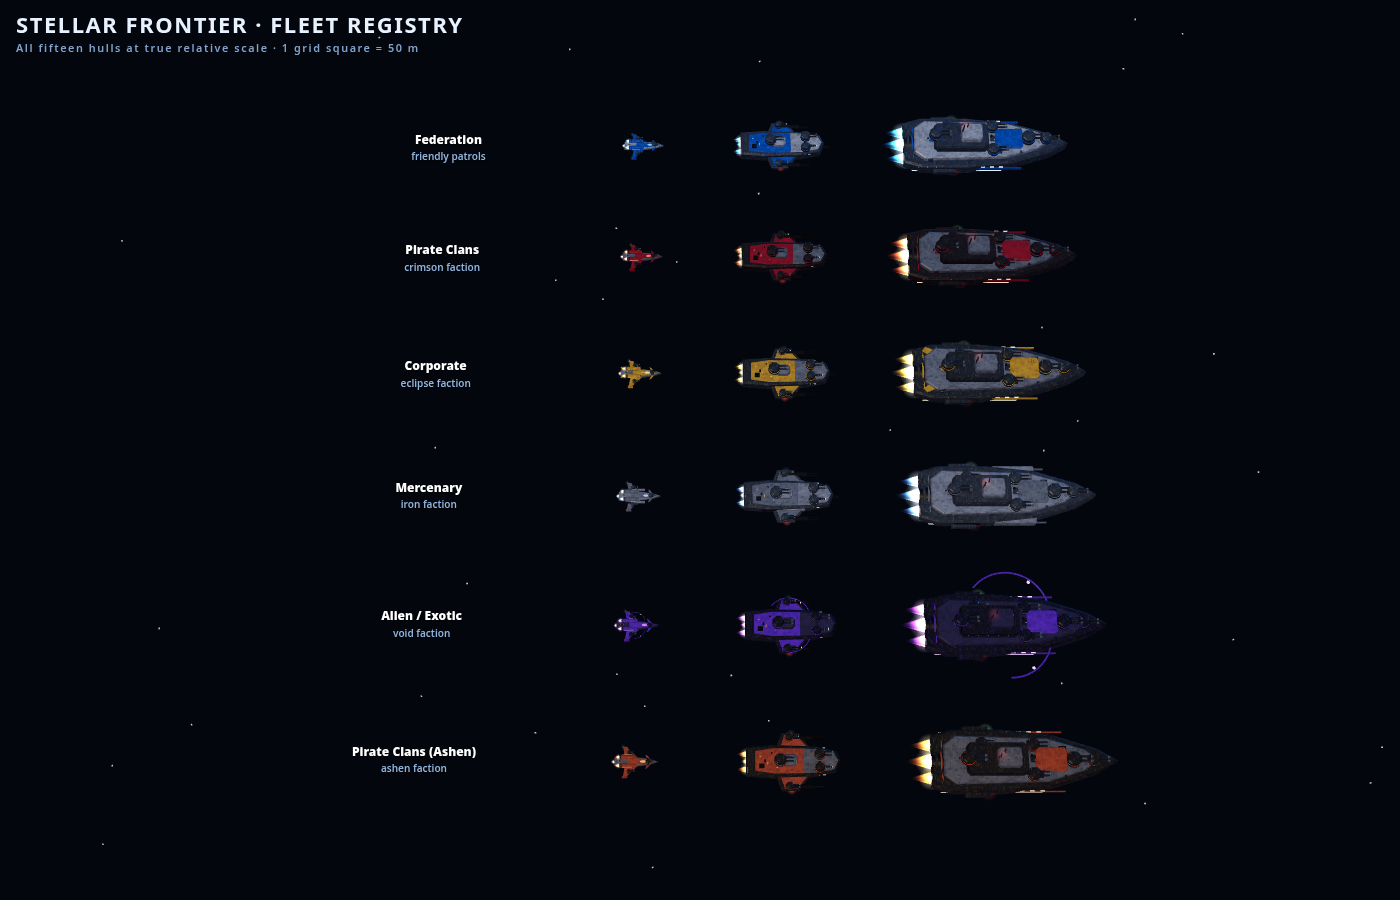 STELLAR FRONTIER · FLEET REGISTRY
All fifteen hulls at true relative scale · 1 grid square = 50 m
Federation
friendly patrols
Pirate Clans
crimson faction
Corporate
eclipse faction
Mercenary
iron faction
Alien / Exotic
void faction
Pirate Clans (Ashen)
ashen faction